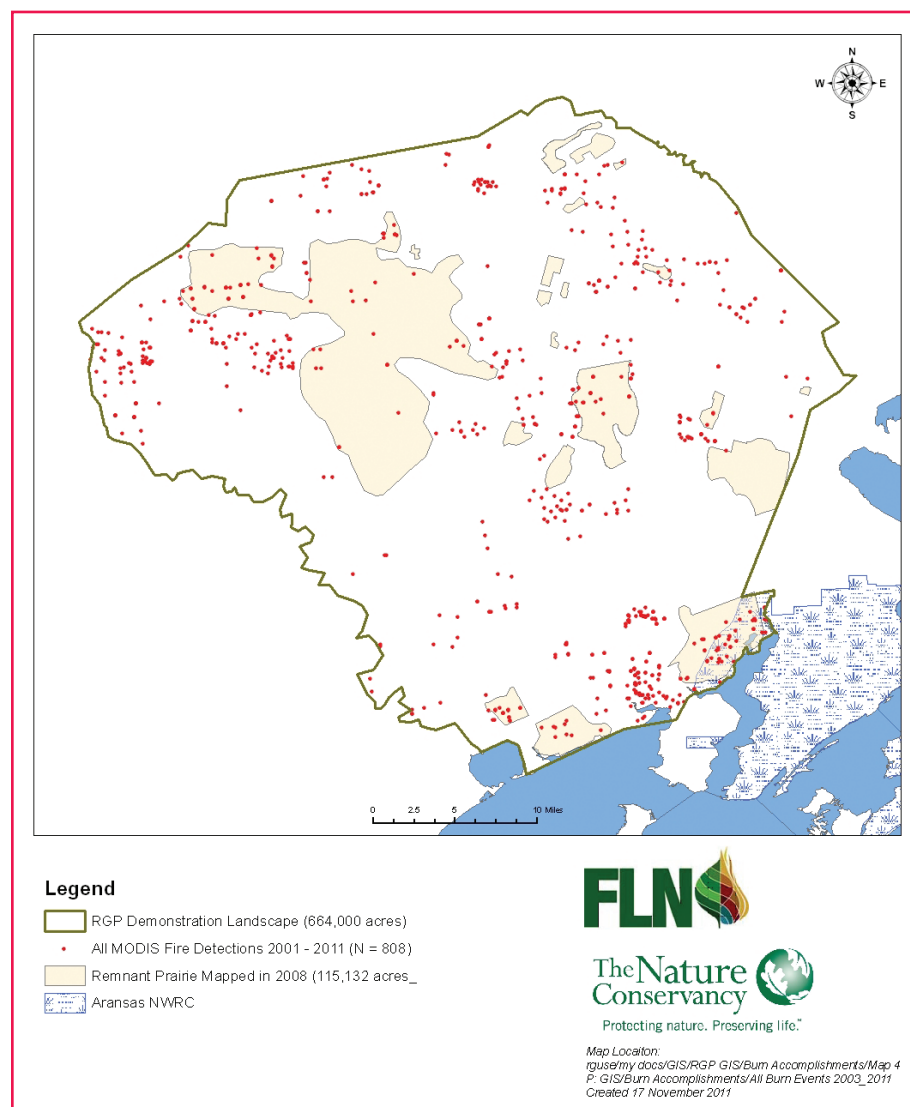 N
W E
S
0 2.5 5 10 Miles
Legend
RGP Demonstration Landscape (664,000 acres)
All MODIS Fire Detections 2001 - 2011 (N = 808)
Remnant Prairie Mapped in 2008 (115,132 acres_
Aransas NWRC
FLN
The Nature
Conservancy
Protecting nature. Preserving life.™
Map Locaiton:
rguse/my docs/GIS/RGP GIS/Burn Accomplishments/Map 4
P: GIS/Burn Accomplishments/All Burn Events 2003_2011
Created 17 November 2011